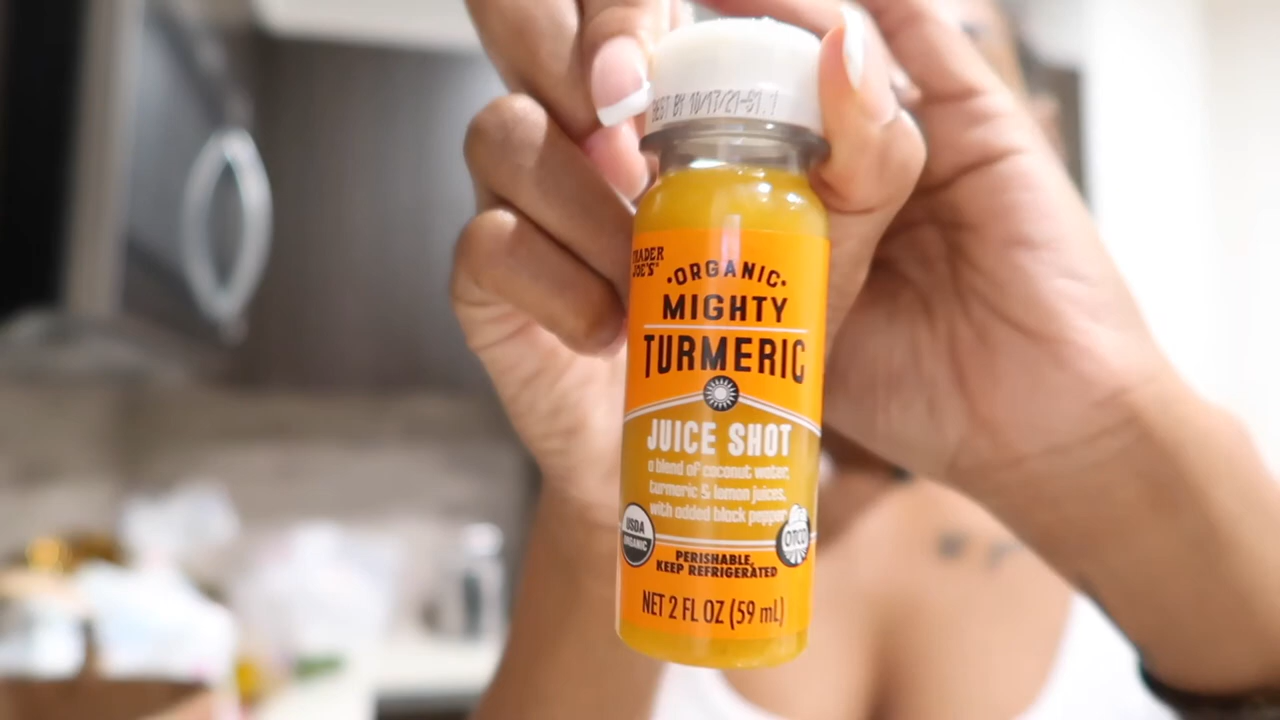 BEST BY 10/17/21
TRADER
JOE'S
·ORGANIC·
MIGHTY
TURMERIC
JUICE SHOT
a blend of coconut water,
turmeric & lemon juices,
with added black pepper
USDA
ORGANIC
OTCO
PERISHABLE,
KEEP REFRIGERATED
NET 2 FL OZ (59 mL)